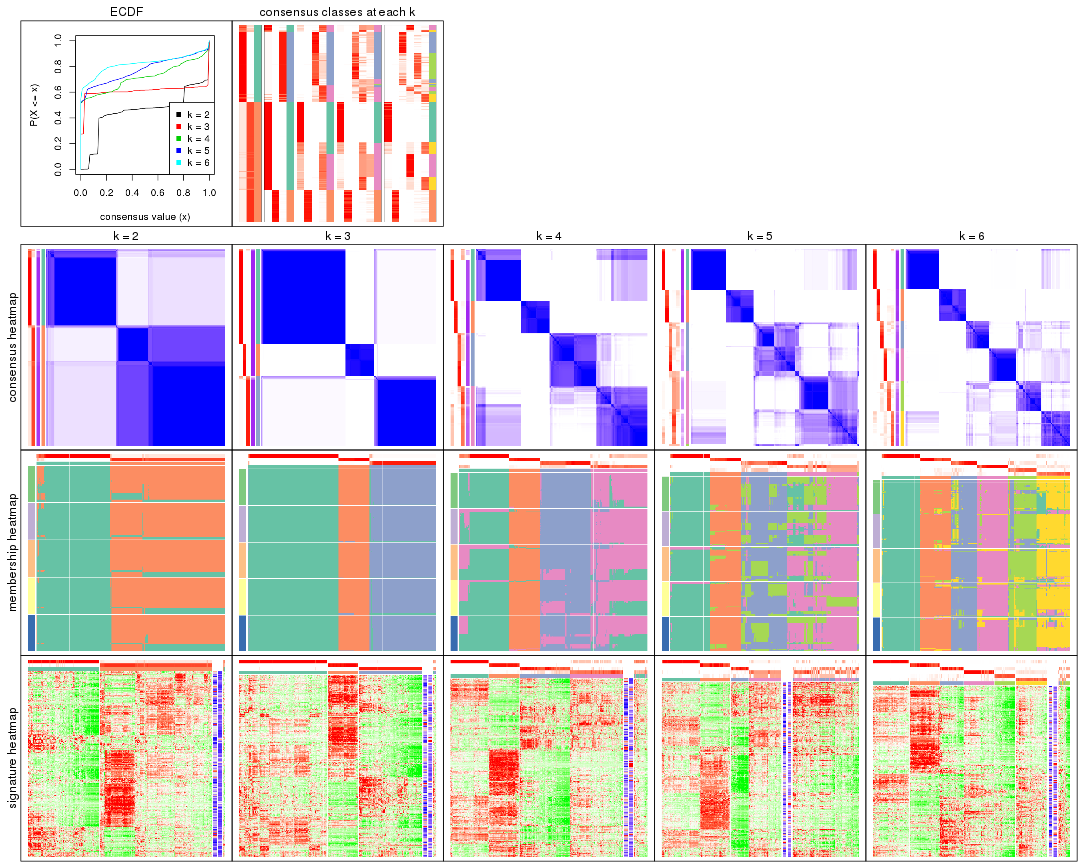 ECDF
consensus classes at each k
P(X <= x)
0.0 0.2 0.4 0.6 0.8 1.0
k = 2
k = 3
k = 4
k = 5
k = 6
0.0 0.2 0.4 0.6 0.8 1.0
consensus value (x)
k = 2
k = 3
k = 4
k = 5
k = 6
consensus heatmap
membership heatmap
signature heatmap